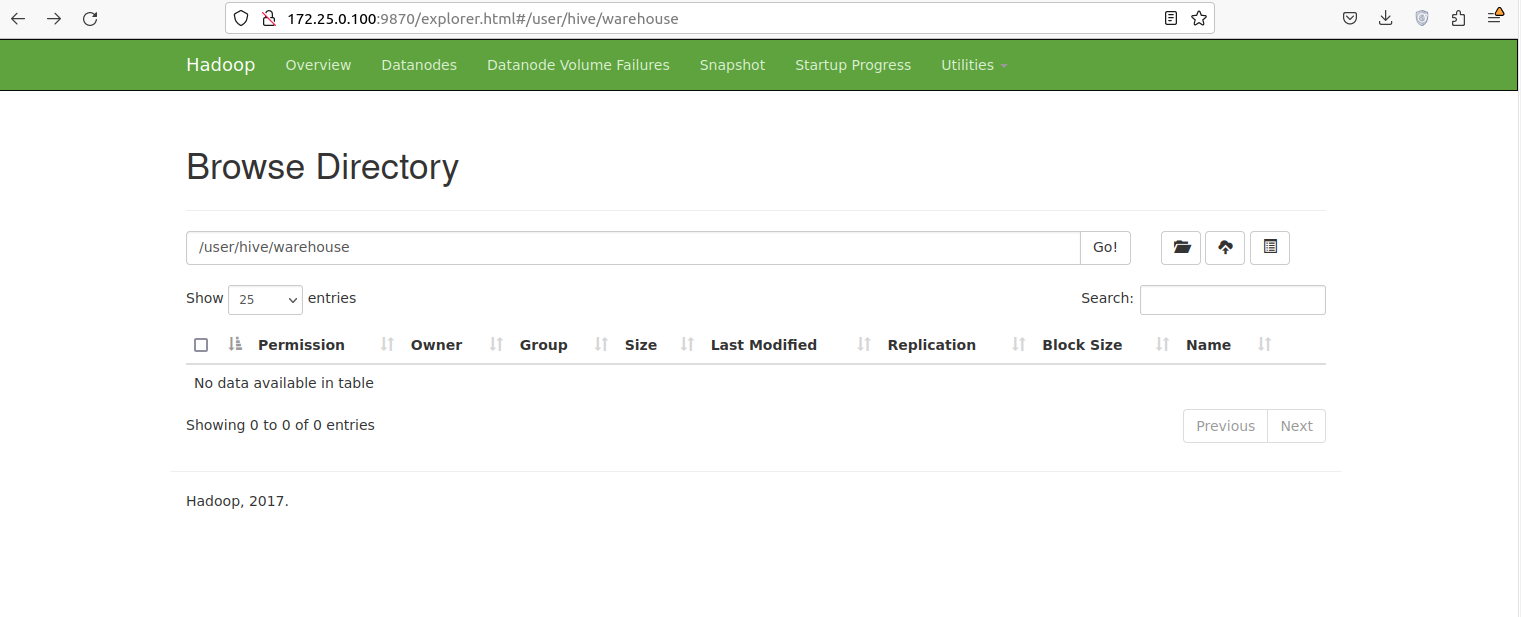 172.25.0.100:9870/explorer.html#/user/hive/warehouse
Hadoop Overview Datanodes Datanode Volume Failures Snapshot Startup Progress Utilities
Browse Directory
/user/hive/warehouse Go!
Show 25 entries Search:
Permission Owner Group Size Last Modified Replication Block Size Name
No data available in table
Showing 0 to 0 of 0 entries Previous Next
Hadoop, 2017.